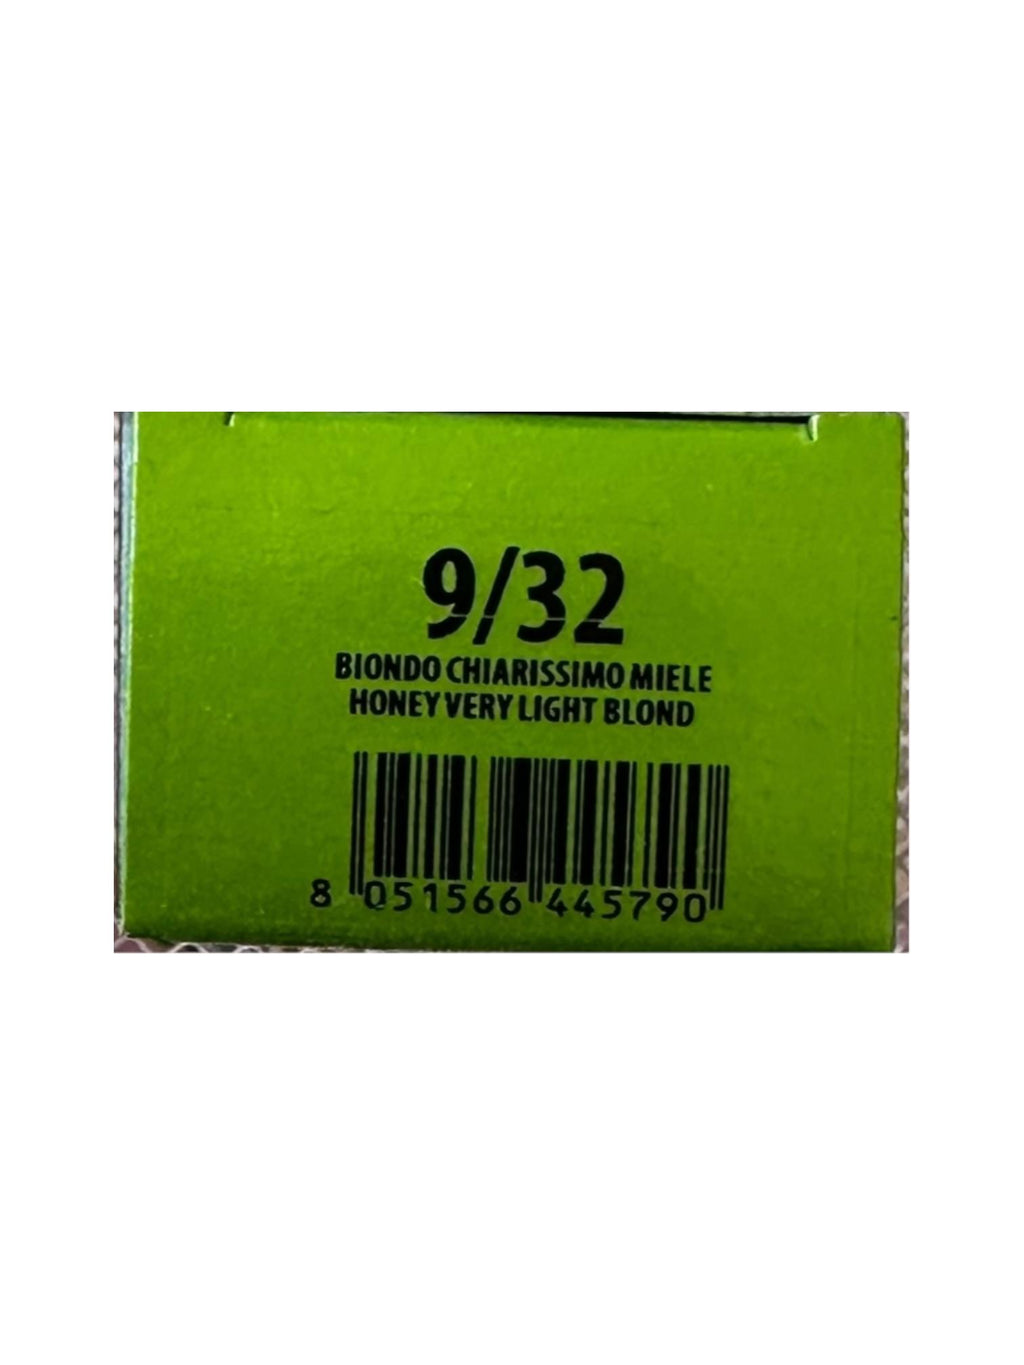 9/32
BIONDO CHIARISSIMO MIELE
HONEY VERY LIGHT BLOND
8 051566 445790